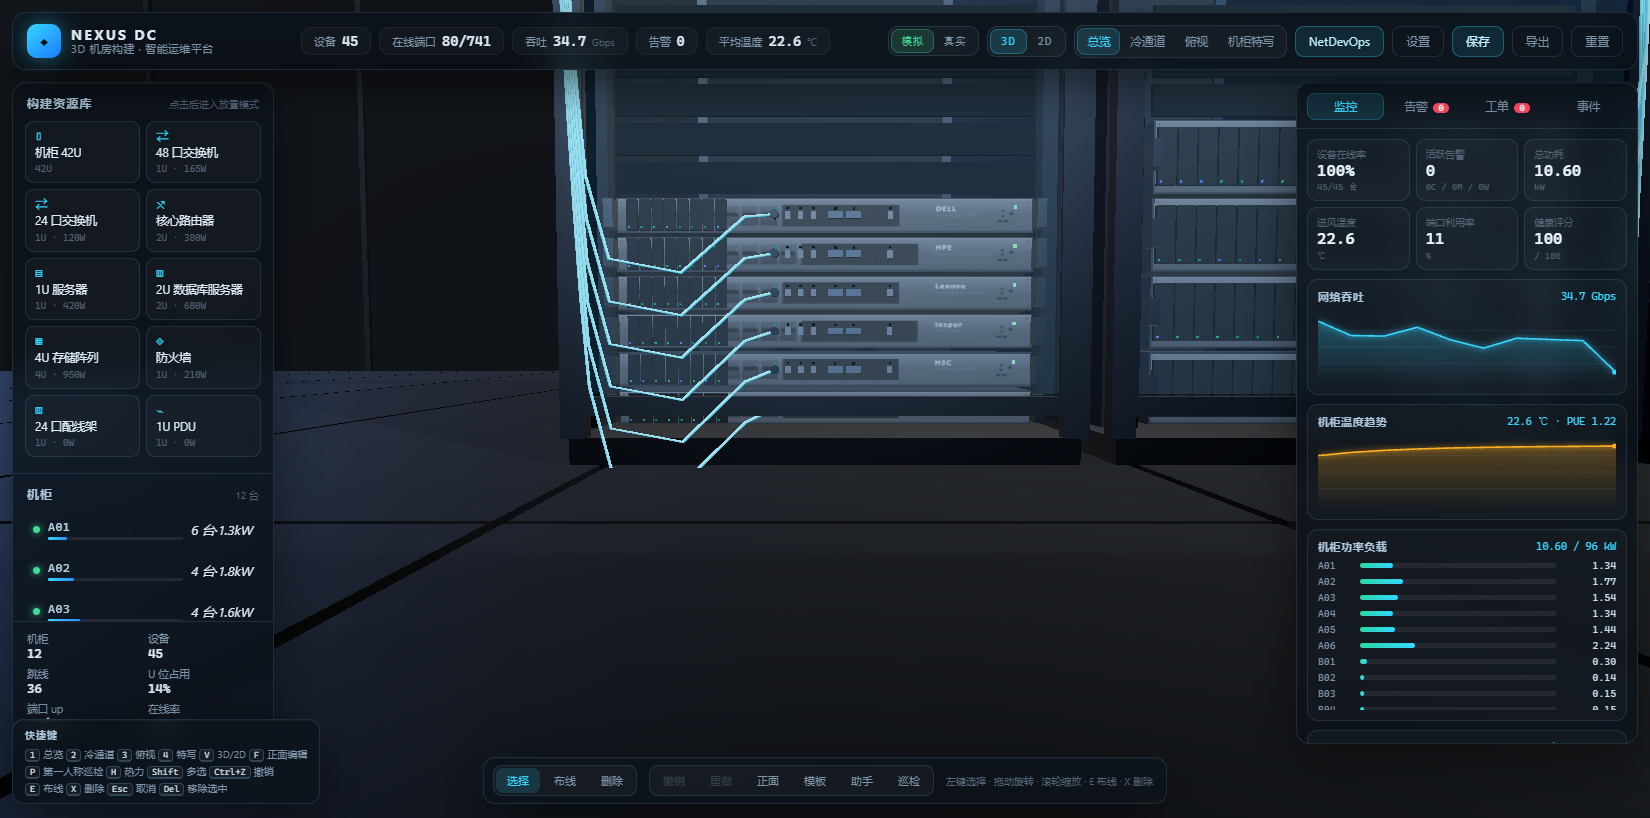 NEXUS DC
3D 机房构建 · 智能运维平台
设备 45
在线端口 80/741
吞吐 34.7 Gbps
告警 0
平均温度 22.6 ℃
模拟 真实
3D 2D
总览 冷通道 俯视 机柜特写
NetDevOps
设置
保存
导出
重置
构建资源库
点击后进入放置模式
机柜 42U
42U
48 口交换机
1U · 165W
24 口交换机
1U · 120W
核心路由器
2U · 380W
1U 服务器
1U · 420W
2U 数据库服务器
2U · 680W
4U 存储阵列
4U · 950W
防火墙
1U · 210W
24 口配线架
1U · 0W
1U PDU
1U · 0W
机柜
12 台
A01
6 台·1.3kW
A02
4 台·1.8kW
A03
4 台·1.6kW
机柜
12
设备
45
跳线
36
U 位占用
14%
端口 up
在线率
快捷键
1 总览 2 冷通道 3 俯视 4 特写 V 3D/2D F 正面编辑
P 第一人称巡检 H 热力 Shift 多选 Ctrl+Z 撤销
E 布线 X 删除 Esc 取消 Del 移除选中
DELL
HPE
Lenovo
Inspur
H3C
选择 布线 删除
撤销 重做 正面 模板 助手 巡检
左键选择 · 拖动旋转 · 滚轮缩放 · E 布线 · X 删除
监控
告警 0
工单 0
事件
设备在线率
100%
45/45 台
活跃告警
0
0C / 0M / 0W
总功耗
10.60
kW
进风温度
22.6
℃
端口利用率
11
%
健康评分
100
/ 100
网络吞吐
34.7 Gbps
机柜温度趋势
22.6 ℃ · PUE 1.22
机柜功率负载
10.60 / 96 kW
A01 1.34
A02 1.77
A03 1.54
A04 1.34
A05 1.44
A06 2.24
B01 0.30
B02 0.14
B03 0.15
B04 0.15